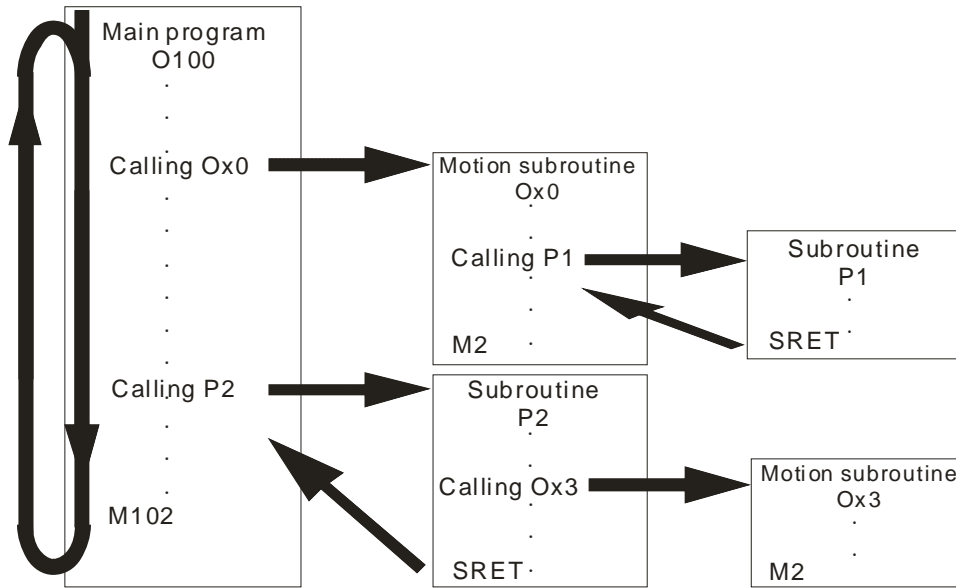 Main program
O100
Calling Ox0
Calling P2
M102
Motion subroutine
Ox0
Calling P1
M2
Subroutine
P1
SRET
Subroutine
P2
Calling Ox3
SRET
Motion subroutine
Ox3
M2